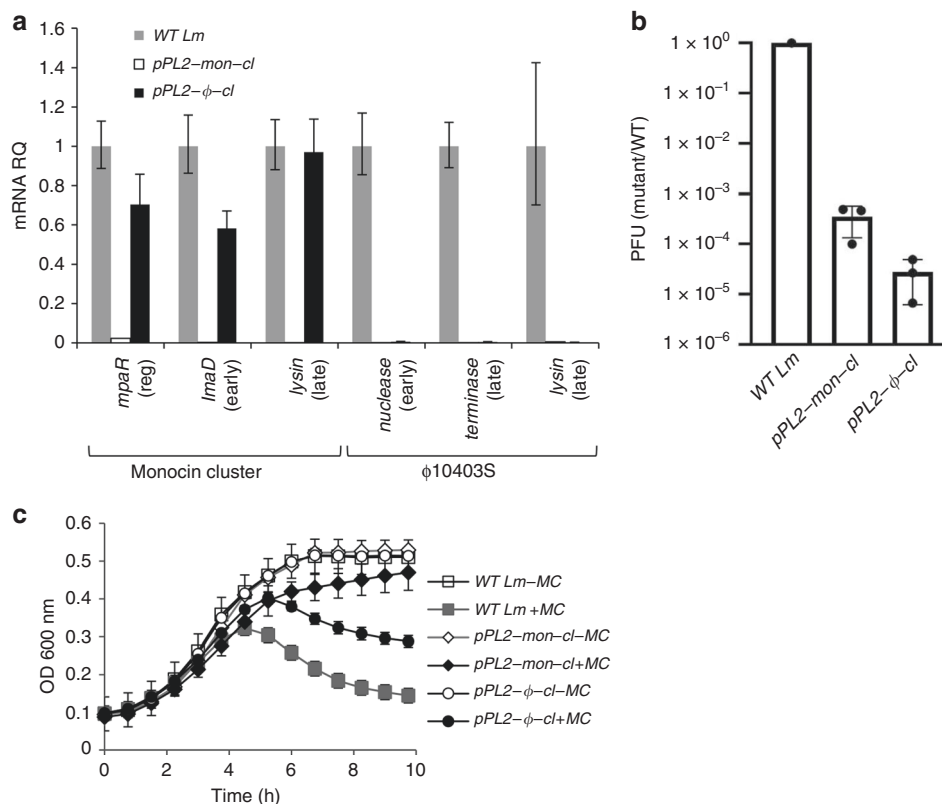 a
1.6
1.4
1.2
1
0.8
0.6
0.4
0.2
0
mRNA RQ
WT Lm
pPL2–mon–cl
pPL2–ϕ–cl
mpaR (reg)
lmaD (early)
lysin (late)
nuclease (early)
terminase (late)
lysin (late)
Monocin cluster
ϕ10403S
b
1 × 10⁰
1 × 10⁻¹
1 × 10⁻²
1 × 10⁻³
1 × 10⁻⁴
1 × 10⁻⁵
1 × 10⁻⁶
PFU (mutant/WT)
WT Lm
pPL2–mon–cl
pPL2–ϕ–cl
c
0.6
0.5
0.4
0.3
0.2
0.1
OD 600 nm
0 2 4 6 8 10
Time (h)
WT Lm–MC
WT Lm +MC
pPL2–mon–cl–MC
pPL2–mon–cl+MC
pPL2–ϕ–cl–MC
pPL2–ϕ–cl+MC